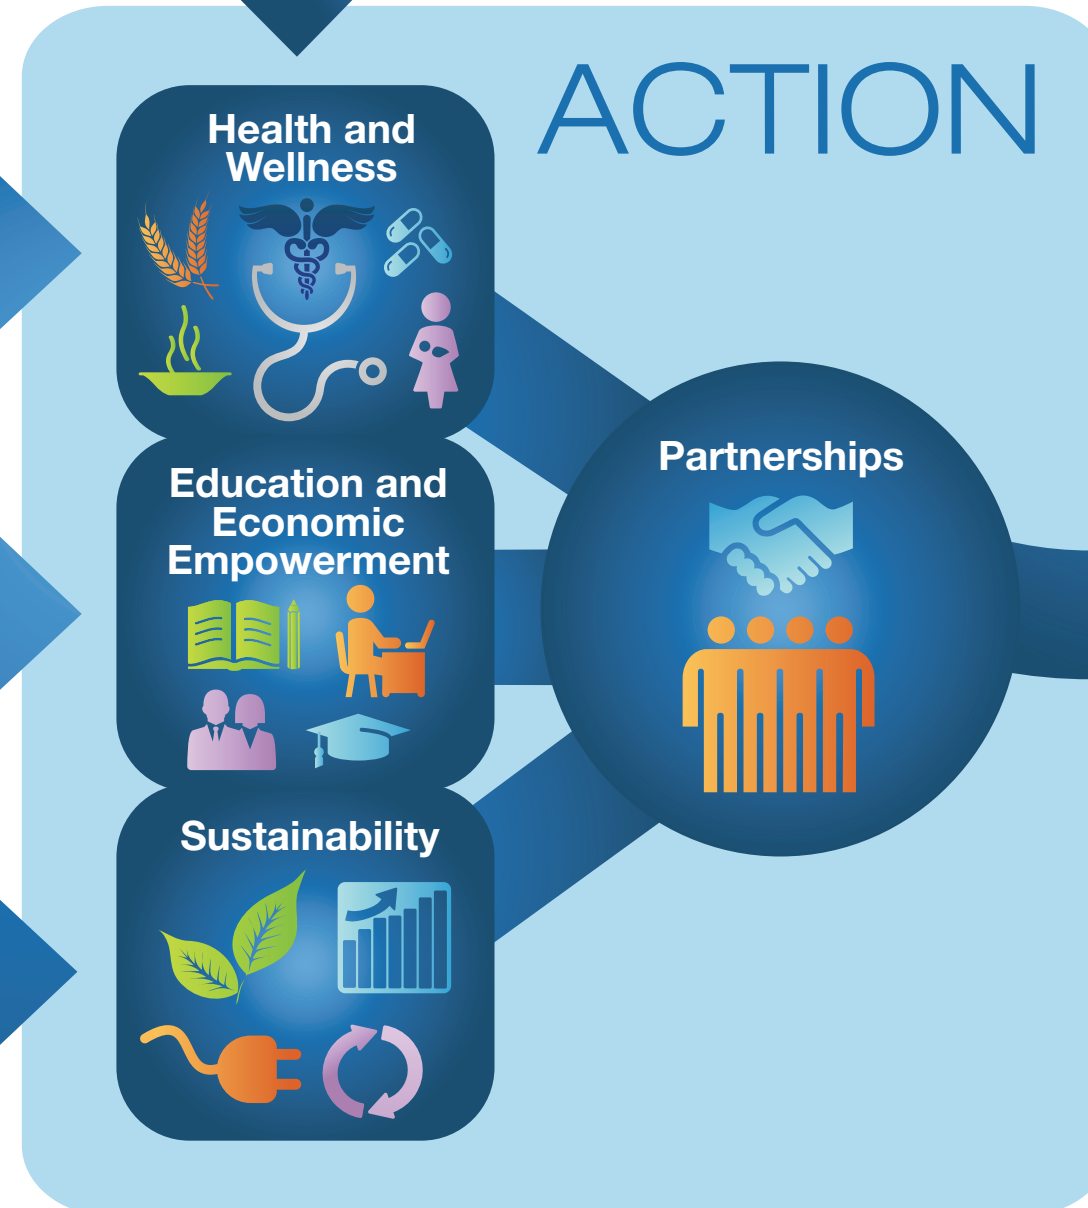 ACTION
Health and
Wellness
Education and
Economic
Empowerment
Sustainability
Partnerships